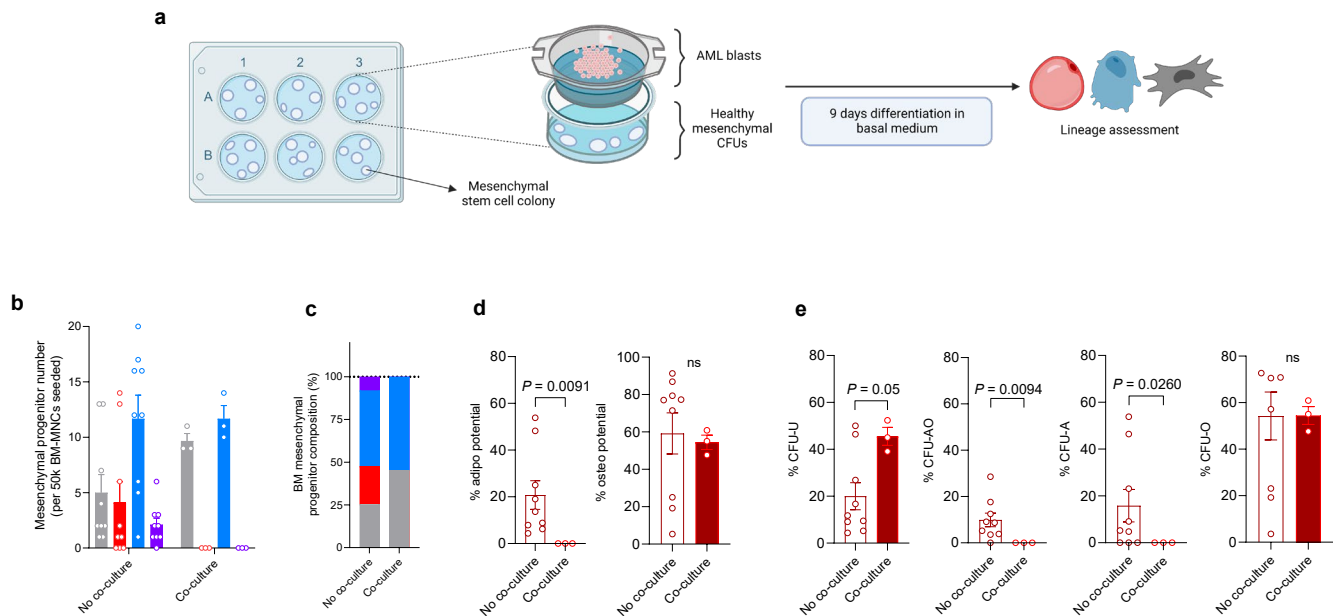 a
1
2
3
A
B
AML blasts
Healthy
mesenchymal
CFUs
Mesenchymal
stem cell colony
9 days differentiation in
basal medium
Lineage assessment
b
Mesenchymal progenitor number
(per 50k BM-MNCs seeded)
20
15
10
5
0
No co-culture
Co-culture
c
BM mesenchymal
progenitor composition (%)
100
75
50
25
0
No co-culture
Co-culture
d
% adipo potential
80
60
40
20
0
P = 0.0091
No co-culture
Co-culture
% osteo potential
100
80
60
40
20
0
ns
No co-culture
Co-culture
e
% CFU-U
80
60
40
20
0
P = 0.05
No co-culture
Co-culture
% CFU-AO
80
60
40
20
0
P = 0.0094
No co-culture
Co-culture
% CFU-A
80
60
40
20
0
P = 0.0260
No co-culture
Co-culture
% CFU-O
80
60
40
20
0
ns
No co-culture
Co-culture